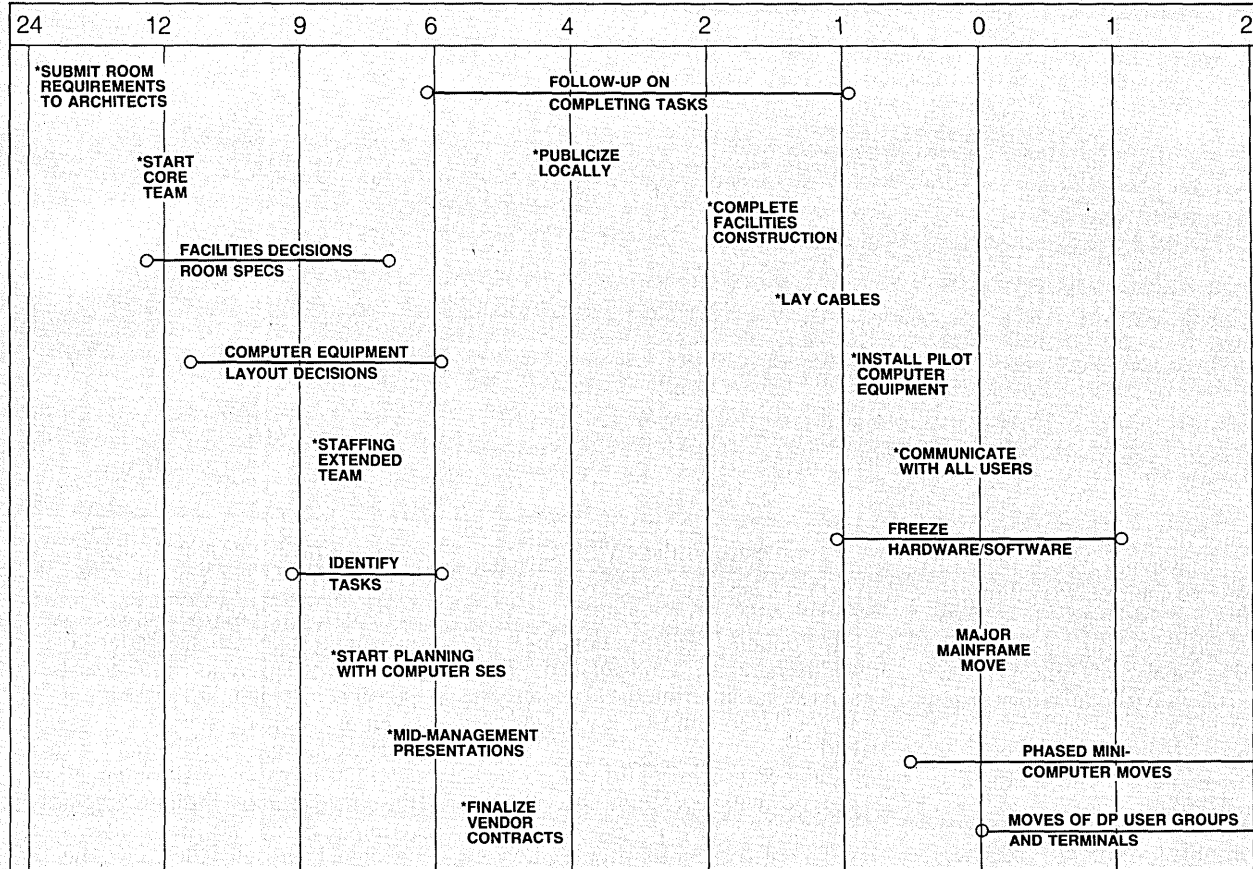 24 12 9 6 4 2 1 0 1 2
*SUBMIT ROOM
REQUIREMENTS
TO ARCHITECTS
FOLLOW-UP ON
COMPLETING TASKS
*START
CORE
TEAM
*PUBLICIZE
LOCALLY
*COMPLETE
FACILITIES
CONSTRUCTION
FACILITIES DECISIONS
ROOM SPECS
*LAY CABLES
COMPUTER EQUIPMENT
LAYOUT DECISIONS
*INSTALL PILOT
COMPUTER
EQUIPMENT
*STAFFING
EXTENDED
TEAM
*COMMUNICATE
WITH ALL USERS
FREEZE
HARDWARE/SOFTWARE
IDENTIFY
TASKS
MAJOR
MAINFRAME
MOVE
*START PLANNING
WITH COMPUTER SES
*MID-MANAGEMENT
PRESENTATIONS
PHASED MINI-
COMPUTER MOVES
*FINALIZE
VENDOR
CONTRACTS
MOVES OF DP USER GROUPS
AND TERMINALS